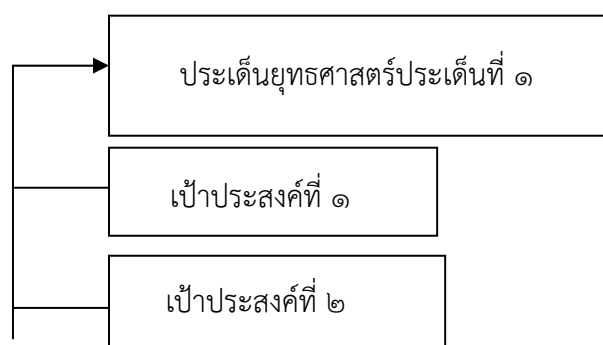 ประเด็นยุทธศาสตร์ประเด็นที่ ๑
เป้าประสงค์ที่ ๑
เป้าประสงค์ที่ ๒